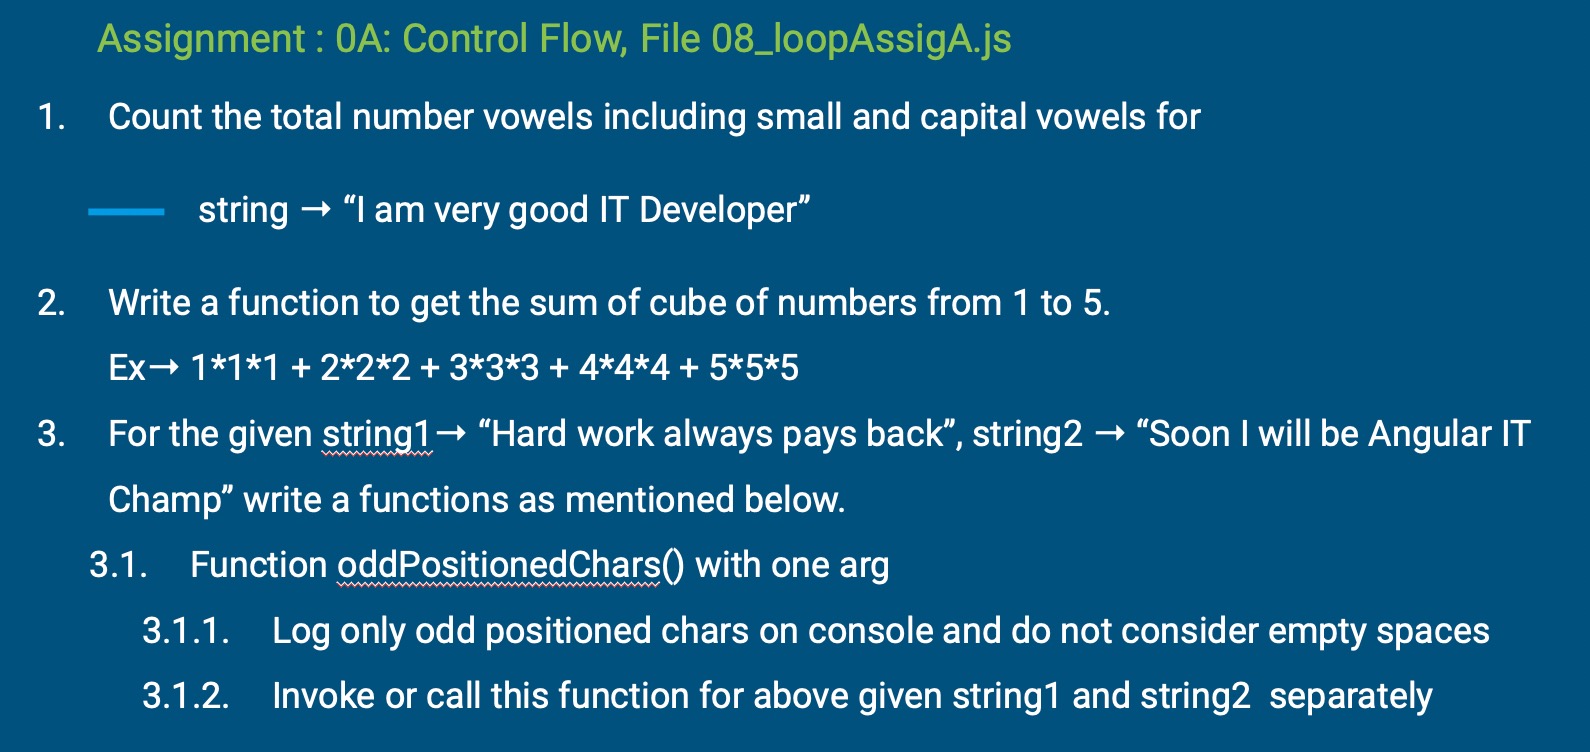 Assignment : 0A: Control Flow, File 08_loopAssigA.js
1. Count the total number vowels including small and capital vowels for
string → “I am very good IT Developer”
2. Write a function to get the sum of cube of numbers from 1 to 5.
Ex→ 1*1*1 + 2*2*2 + 3*3*3 + 4*4*4 + 5*5*5
3. For the given string1→ “Hard work always pays back”, string2 → “Soon I will be Angular IT
Champ” write a functions as mentioned below.
3.1. Function oddPositionedChars() with one arg
3.1.1. Log only odd positioned chars on console and do not consider empty spaces
3.1.2. Invoke or call this function for above given string1 and string2  separately